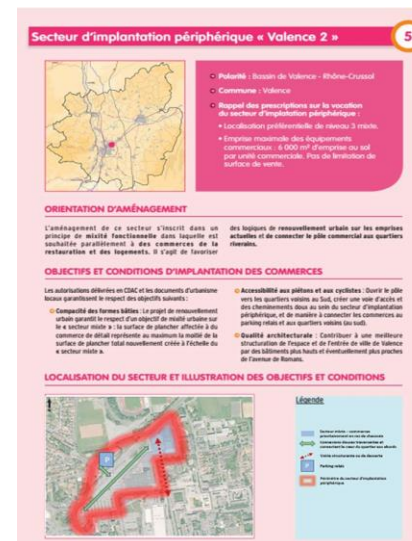 Secteur d'implantation périphérique « Valence 2 »
5
Polarité : Bassin de Valence - Rhône-Crussol
Commune : Valence
Rappel des prescriptions sur la vocation
du secteur d'implantation périphérique :
• Localisation préférentielle de niveau 3 mixte.
• Emprise maximale des équipements
commerciaux : 6 000 m² d'emprise au sol
par unité commerciale. Pas de limitation de
surface de vente.
ORIENTATION D'AMÉNAGEMENT
L'aménagement de ce secteur s'inscrit dans un
principe de mixité fonctionnelle dans laquelle est
souhaitée parallèlement à des commerces de la
restauration et des logements. Il s'agit de favoriser
des logiques de renouvellement urbain sur les emprises
actuelles et de connecter le pôle commercial aux quartiers
riverains.
OBJECTIFS ET CONDITIONS D'IMPLANTATION DES COMMERCES
Les autorisations délivrées en CDAC et les documents d'urbanisme
locaux garantissent le respect des objectifs suivants :
Compacité des formes bâties : Le projet de renouvellement
urbain garantit le respect d'un objectif de mixité urbaine sur
le « secteur mixte » : la surface de plancher affectée à du
commerce de détail représente au maximum la moitié de la
surface de plancher total nouvellement créée à l'échelle du
« secteur mixte ».
Accessibilité aux piétons et aux cyclistes : Ouvrir le pôle
vers les quartiers voisins au Sud, créer une voie d'accès et
des cheminements doux au sein du secteur d'implantation
périphérique, et de manière à connecter les commerces au
parking relais et aux quartiers voisins (au sud).
Qualité architecturale : Contribuer à une meilleure
structuration de l'espace et de l'entrée de ville de Valence
par des bâtiments plus hauts et éventuellement plus proches
de l'avenue de Romans.
LOCALISATION DU SECTEUR ET ILLUSTRATION DES OBJECTIFS ET CONDITIONS
P
Légende
P
Parking relais
Périmètre du secteur d'implantation
périphérique